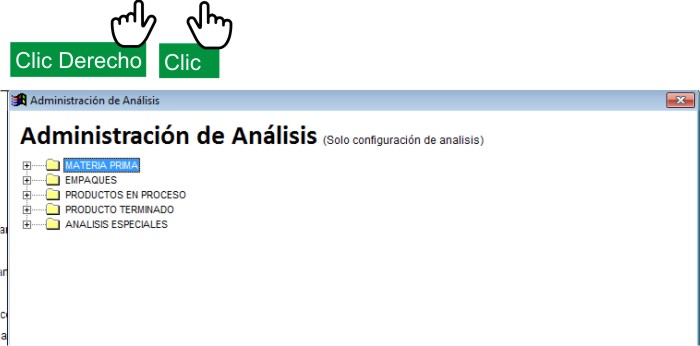 Clic Derecho
Clic
Administración de Análisis
Administración de Análisis (Solo configuración de analisis)
MATERIA PRIMA
EMPAQUES
PRODUCTOS EN PROCESO
PRODUCTO TERMINADO
ANALISIS ESPECIALES